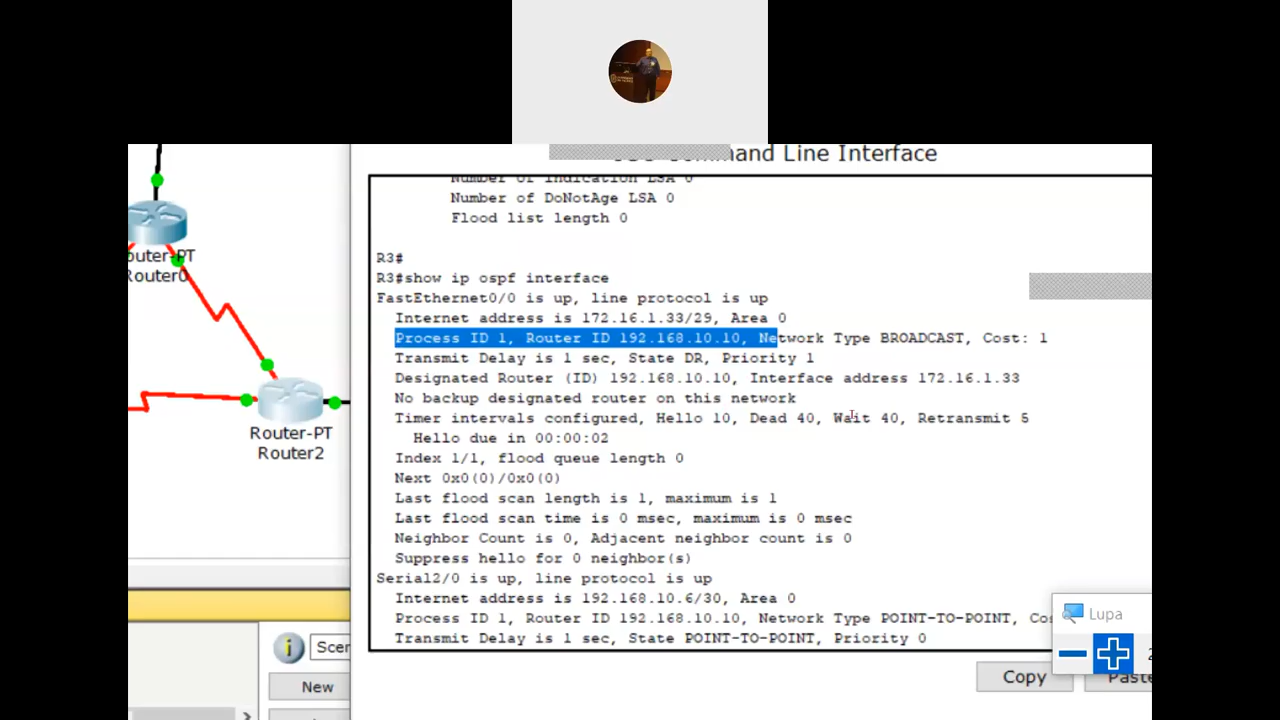 Command Line Interface
Number of indication LSA 0
Number of DoNotAge LSA 0
Flood list length 0
R3#
R3#show ip ospf interface
FastEthernet0/0 is up, line protocol is up
Internet address is 172.16.1.33/29, Area 0
Process ID 1, Router ID 192.168.10.10, Network Type BROADCAST, Cost: 1
Transmit Delay is 1 sec, State DR, Priority 1
Designated Router (ID) 192.168.10.10, Interface address 172.16.1.33
No backup designated router on this network
Timer intervals configured, Hello 10, Dead 40, Wait 40, Retransmit 5
Hello due in 00:00:02
Index 1/1, flood queue length 0
Next 0x0(0)/0x0(0)
Last flood scan length is 1, maximum is 1
Last flood scan time is 0 msec, maximum is 0 msec
Neighbor Count is 0, Adjacent neighbor count is 0
Suppress hello for 0 neighbor(s)
Serial2/0 is up, line protocol is up
Internet address is 192.168.10.6/30, Area 0
Process ID 1, Router ID 192.168.10.10, Network Type POINT-TO-POINT, Cos
Transmit Delay is 1 sec, State POINT-TO-POINT, Priority 0
outer-PT
Router0
Router-PT
Router2
Scer
New
Lupa
Copy
Paste